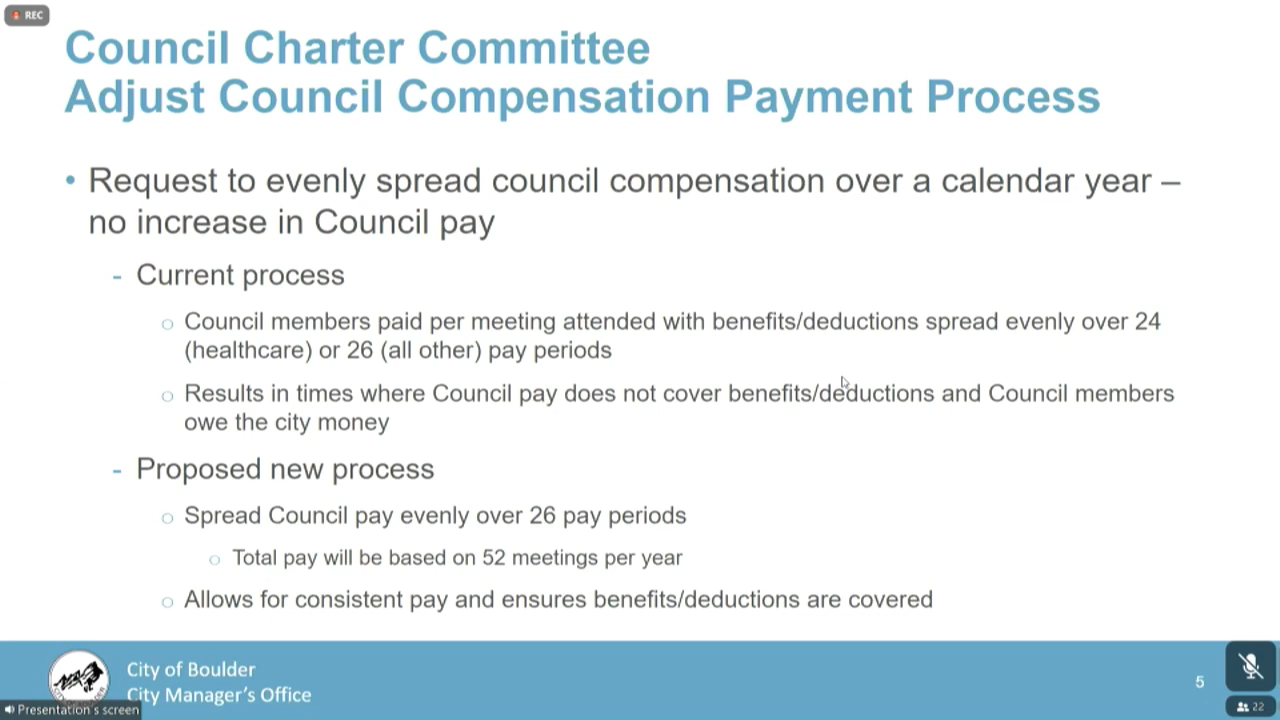 REC
Council Charter Committee
Adjust Council Compensation Payment Process
• Request to evenly spread council compensation over a calendar year –
no increase in Council pay
- Current process
o Council members paid per meeting attended with benefits/deductions spread evenly over 24
(healthcare) or 26 (all other) pay periods
o Results in times where Council pay does not cover benefits/deductions and Council members
owe the city money
- Proposed new process
o Spread Council pay evenly over 26 pay periods
o Total pay will be based on 52 meetings per year
o Allows for consistent pay and ensures benefits/deductions are covered
City of Boulder
City Manager's Office
5
Presentation's screen
22